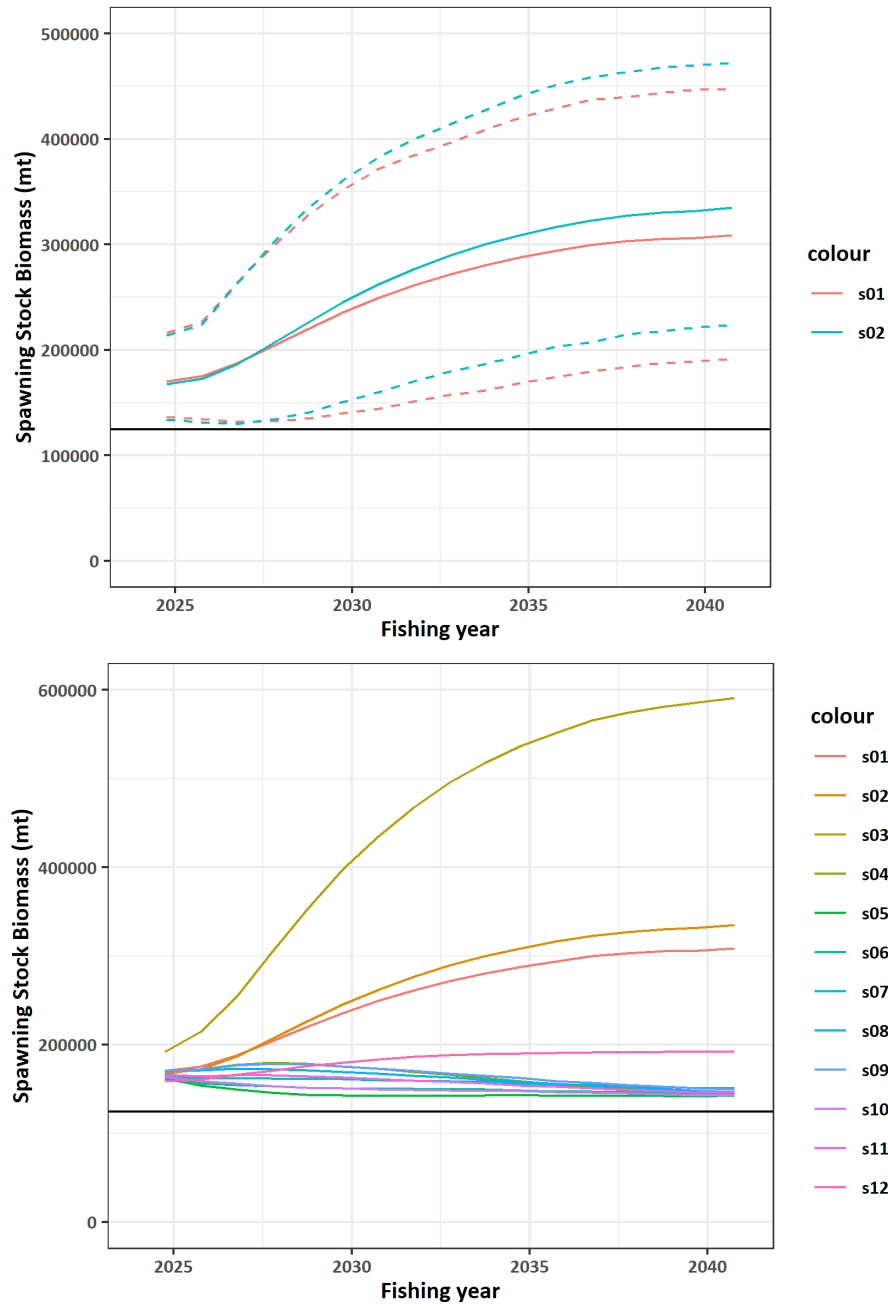 500000
400000
300000
200000
100000
0
Spawning Stock Biomass (mt)
2025 2030 2035 2040
Fishing year
colour
s01
s02
600000
400000
200000
0
Spawning Stock Biomass (mt)
2025 2030 2035 2040
Fishing year
colour
s01
s02
s03
s04
s05
s06
s07
s08
s09
s10
s11
s12